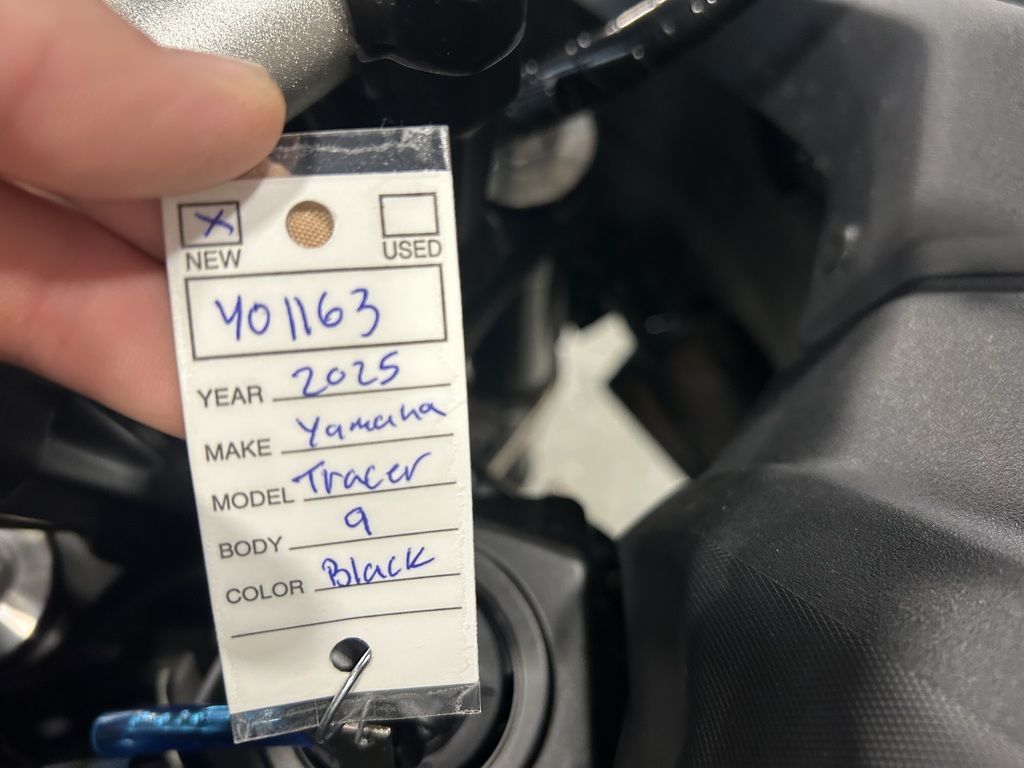 X
NEW USED
Y01163
YEAR 2025
MAKE Yamaha
MODEL Tracer
BODY 9
COLOR Black